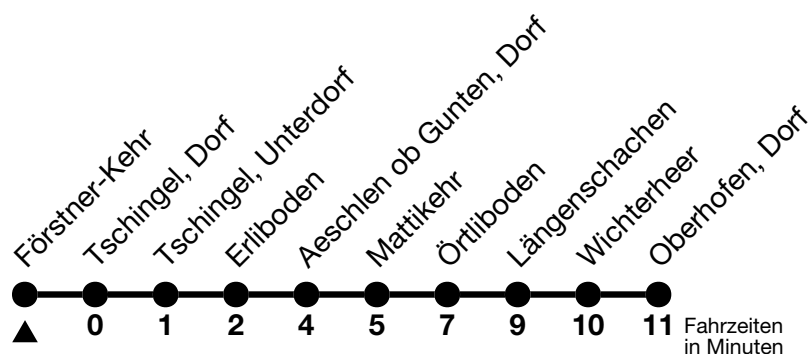 Förstner-Kehr
Tschingel, Dorf
Tschingel, Unterdorf
Erliboden
Aeschlen ob Gunten, Dorf
Mattikehr
Örtliboden
Längenschachen
Wichterheer
Oberhofen, Dorf
0 1 2 4 5 7 9 10 11 Fahrzeiten
in Minuten